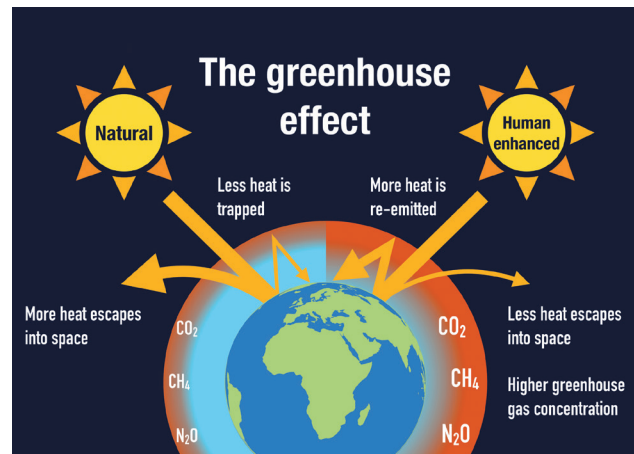 The greenhouse
effect
Natural
Human
enhanced
Less heat is
trapped
More heat is
re-emitted
More heat escapes
into space
Less heat escapes
into space
Higher greenhouse
gas concentration
CO₂
CH₄
N₂O
CO₂
CH₄
N₂O